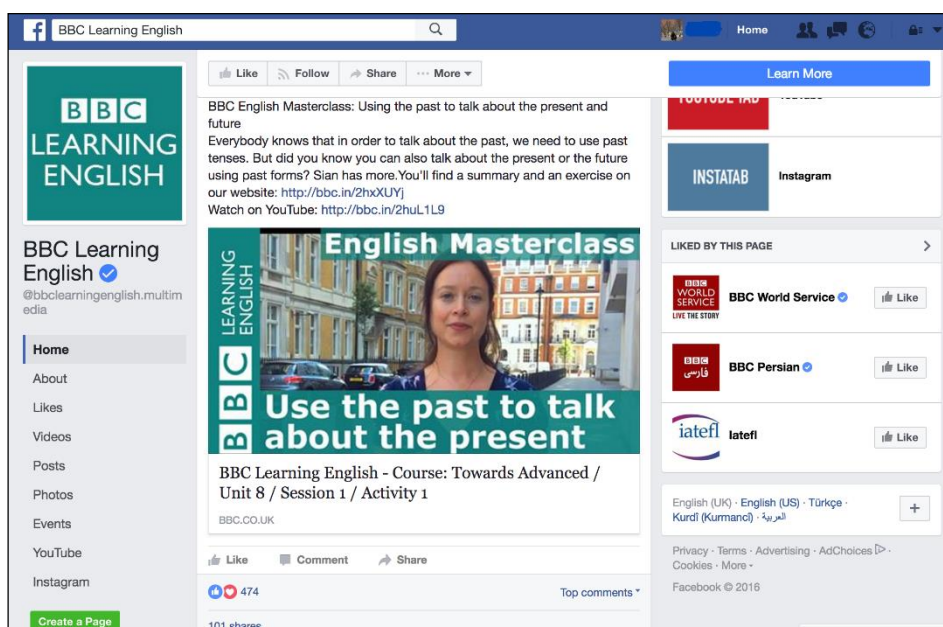 BBC Learning English
Home
BBC
LEARNING
ENGLISH
BBC Learning
English
@bbclearningenglish.multim
edia
Home
About
Likes
Videos
Posts
Photos
Events
YouTube
Instagram
Create a Page
Like Follow Share ··· More
BBC English Masterclass: Using the past to talk about the present and
future
Everybody knows that in order to talk about the past, we need to use past
tenses. But did you know you can also talk about the present or the future
using past forms? Sian has more.You'll find a summary and an exercise on
our website: http://bbc.in/2hxXUYj
Watch on YouTube: http://bbc.in/2huL1L9
BBC LEARNING ENGLISH
English Masterclass
Use the past to talk
about the present
BBC Learning English - Course: Towards Advanced /
Unit 8 / Session 1 / Activity 1
BBC.CO.UK
Like Comment Share
474 Top comments
101 shares
Learn More
YOUTUBE TAB
INSTATAB Instagram
LIKED BY THIS PAGE
BBC
WORLD
SERVICE
LIVE THE STORY
BBC World Service Like
BBC
فارسی
BBC Persian Like
iatefl Iatefl Like
English (UK) · English (US) · Türkçe ·
Kurdî (Kurmancî) · العربية
Privacy · Terms · Advertising · AdChoices ·
Cookies · More
Facebook © 2016